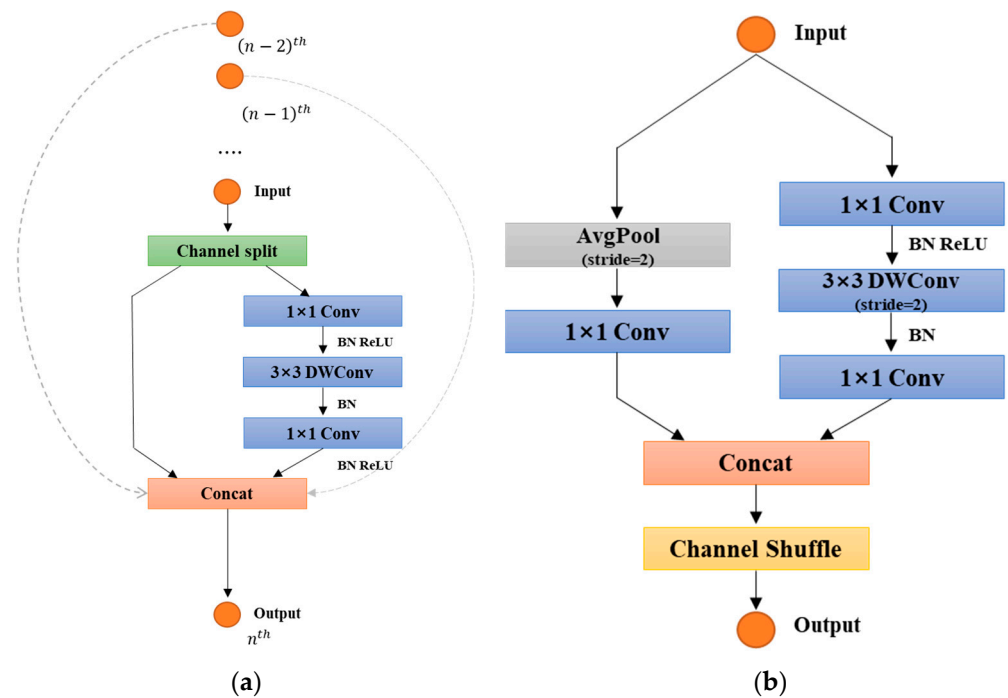 (n − 2)^{th}
(n − 1)^{th}
....
Input
Channel split
1×1 Conv
BN ReLU
3×3 DWConv
BN
1×1 Conv
BN ReLU
Concat
Output
n^{th}
(a)
Input
1×1 Conv
AvgPool
(stride=2)
BN ReLU
3×3 DWConv
(stride=2)
1×1 Conv
BN
1×1 Conv
Concat
Channel Shuffle
Output
(b)